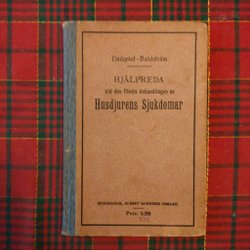 Lindqvist - Dahlström
HJÄLPREDA
vid den första behandlingen av
Husdjurens Sjukdomar
STOCKHOLM, ALBERT BONNIERS FÖRLAG
Pris: 1:50